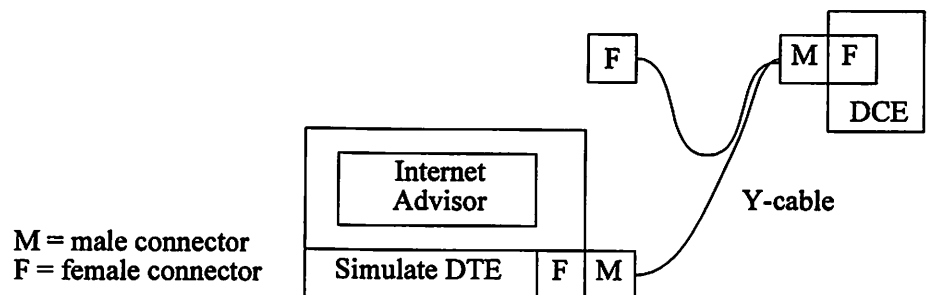 F
M F
DCE
Internet
Advisor
Y-cable
M = male connector
F = female connector
Simulate DTE F M